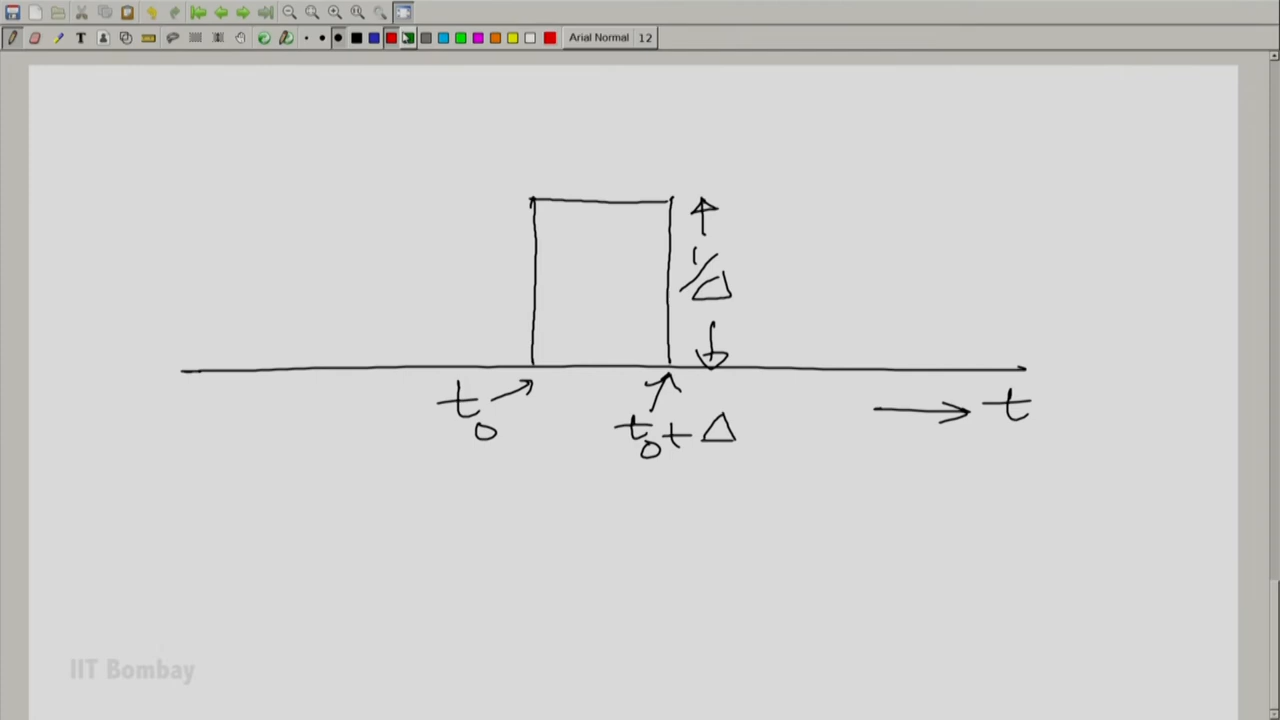 T Arial Normal 12
1/Δ
t₀
t₀+ Δ
t
IIT Bombay